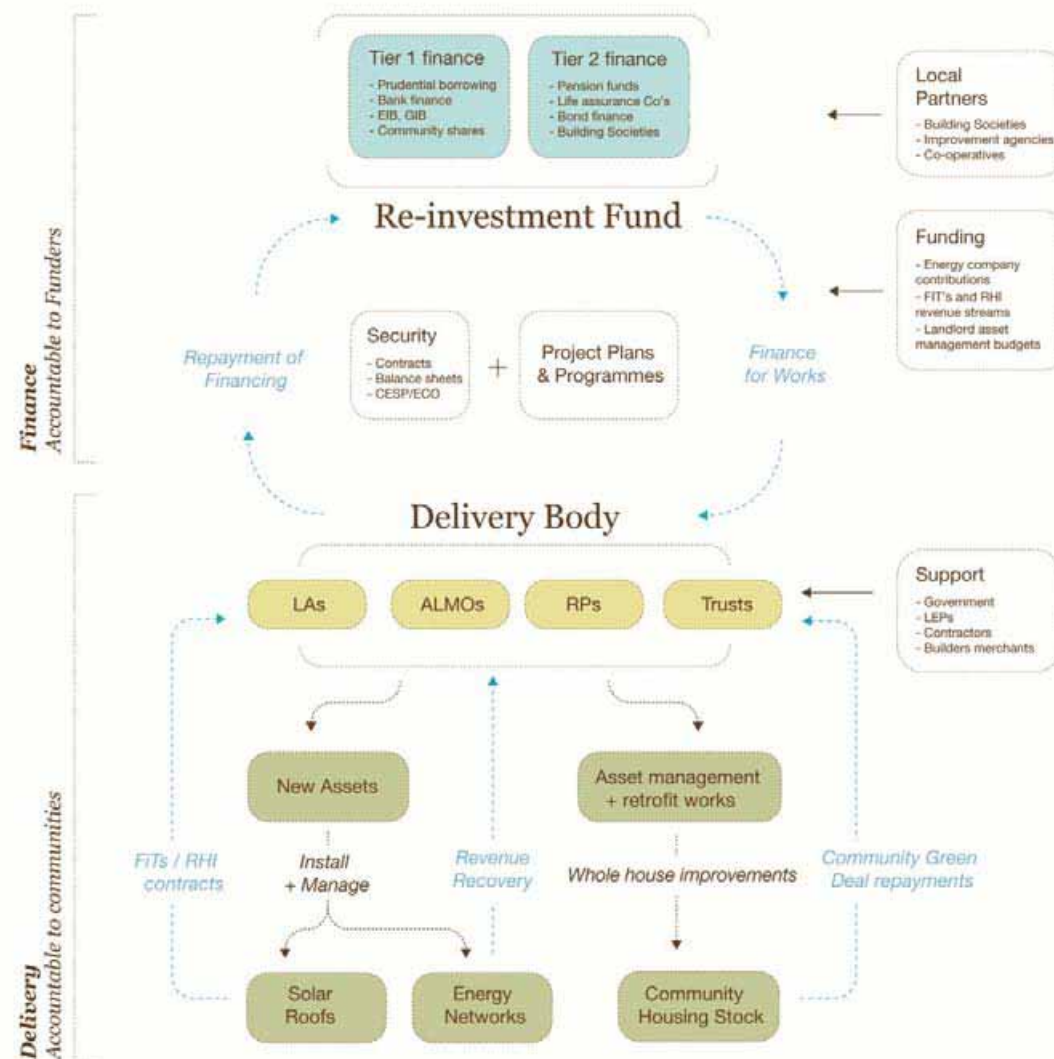 Tier 1 finance
- Prudential borrowing
- Bank finance
- EIB, GIB
- Community shares
Tier 2 finance
- Pension funds
- Life assurance Co's
- Bond finance
- Building Societies
Local
Partners
- Building Societies
- Improvement agencies
- Co-operatives
Re-investment Fund
Funding
- Energy company
contributions
- FIT's and RHI
revenue streams
- Landlord asset
management budgets
Finance
Accountable to Funders
Repayment of
Financing
Security
- Contracts
- Balance sheets
- CESP/ECO
+
Project Plans
& Programmes
Finance
for Works
Delivery Body
LAs
ALMOs
RPs
Trusts
Support
- Government
- LEPs
- Contractors
- Builders merchants
Delivery
Accountable to communities
New Assets
Asset management
+ retrofit works
FiTs / RHI
contracts
Install
+ Manage
Revenue
Recovery
Whole house improvements
Community Green
Deal repayments
Solar
Roofs
Energy
Networks
Community
Housing Stock